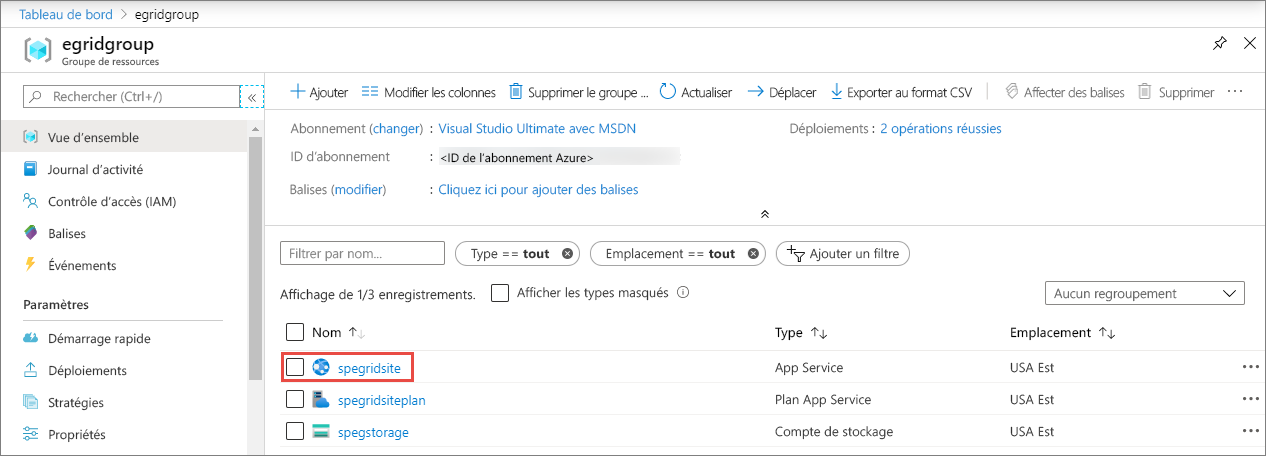 Tableau de bord > egridgroup
egridgroup
Groupe de ressources
Rechercher (Ctrl+/) «
Vue d'ensemble
Journal d'activité
Contrôle d'accès (IAM)
Balises
Événements
Paramètres
Démarrage rapide
Déploiements
Stratégies
Propriétés
Ajouter Modifier les colonnes Supprimer le groupe ... Actualiser Déplacer Exporter au format CSV Affecter des balises Supprimer ...
Abonnement (changer) : Visual Studio Ultimate avec MSDN Déploiements : 2 opérations réussies
ID d'abonnement : <ID de l'abonnement Azure>
Balises (modifier) : Cliquez ici pour ajouter des balises
Filtrer par nom... Type == tout Emplacement == tout Ajouter un filtre
Affichage de 1/3 enregistrements. Afficher les types masqués Aucun regroupement
Nom ↑↓ Type ↑↓ Emplacement ↑↓
spegridsite App Service USA Est ...
spegridsiteplan Plan App Service USA Est ...
spegstorage Compte de stockage USA Est ...